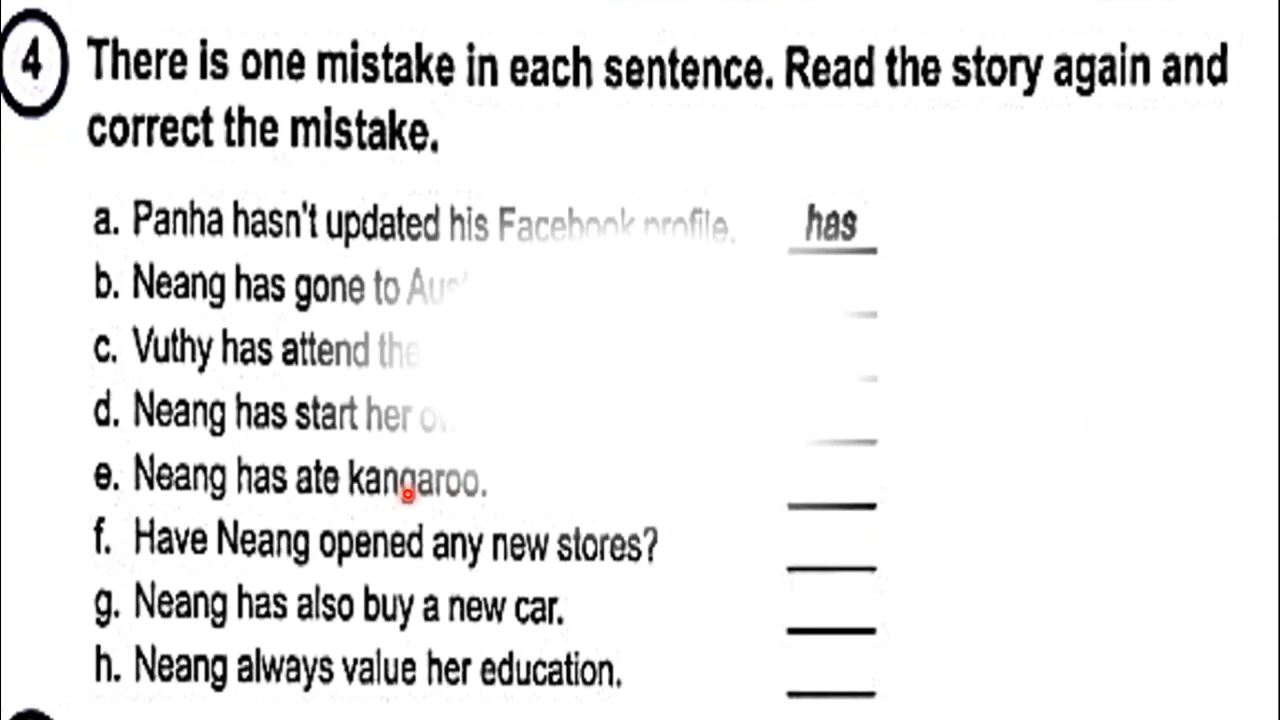 4 There is one mistake in each sentence. Read the story again and
correct the mistake.
a. Panha hasn't updated his Facebook profile. has
b. Neang has gone to
c. Vuthy has attend the
d. Neang has start her
e. Neang has ate kangaroo.
f. Have Neang opened any new stores?
g. Neang has also buy a new car.
h. Neang always value her education.